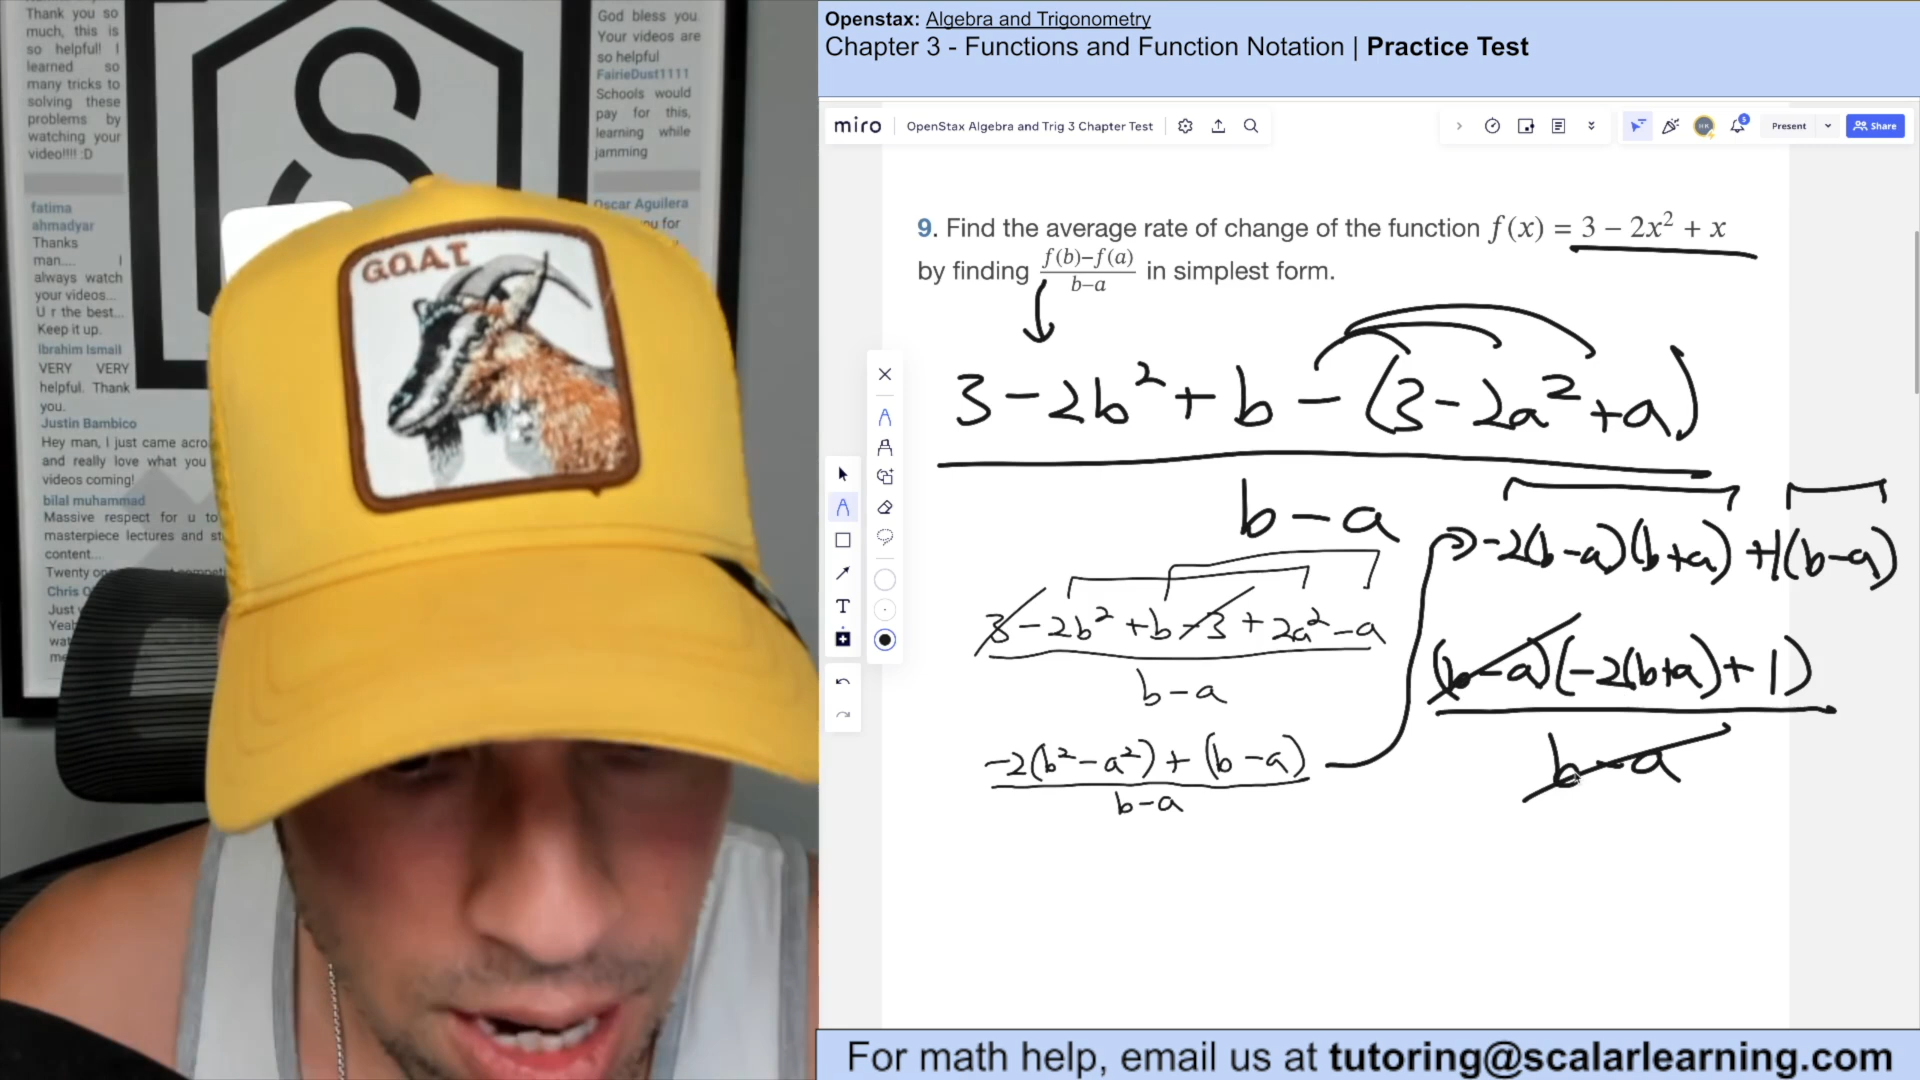 Thank you so
much, this is
so helpful! I
learned so
many tricks to
solving these
problems by
watching your
video!!!! :D
God bless you.
Your videos are
so helpful
FairieDust1111
Schools would
pay for this,
learning while
jamming
fatima
ahmadyar
Thanks
man.... I
always watch
your videos...
U r the best...
Keep it up.
Ibrahim Ismail
VERY VERY
helpful. Thank
you.
Justin Bambico
Hey man, I just came
and really love what you
videos coming!
bilal muhammad
Massive respect for u to
masterpiece lectures and
content...
Oscar Aguilera
G.O.A.T
Openstax: Algebra and Trigonometry
Chapter 3 - Functions and Function Notation | Practice Test
miro OpenStax Algebra and Trig 3 Chapter Test
5 Present Share
9. Find the average rate of change of the function f(x) = 3 − 2x² + x
by finding f(b)−f(a)/b−a in simplest form.
3 − 2b² + b − (3 − 2a² + a)
b − a
3 − 2b² + b − 3 + 2a² − a
b − a
−2(b² − a²) + (b − a)
b − a
−2(b − a)(b + a) + 1(b − a)
(b − a)(−2(b + a) + 1)
b − a
For math help, email us at tutoring@scalarlearning.com